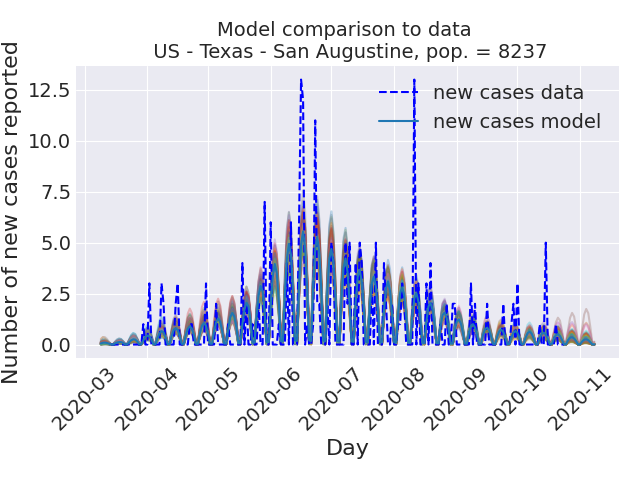 Model comparison to data
US - Texas - San Augustine, pop. = 8237
Number of new cases reported
12.5
10.0
7.5
5.0
2.5
0.0
new cases data
new cases model
2020-03
2020-04
2020-05
2020-06
2020-07
2020-08
2020-09
2020-10
2020-11
Day